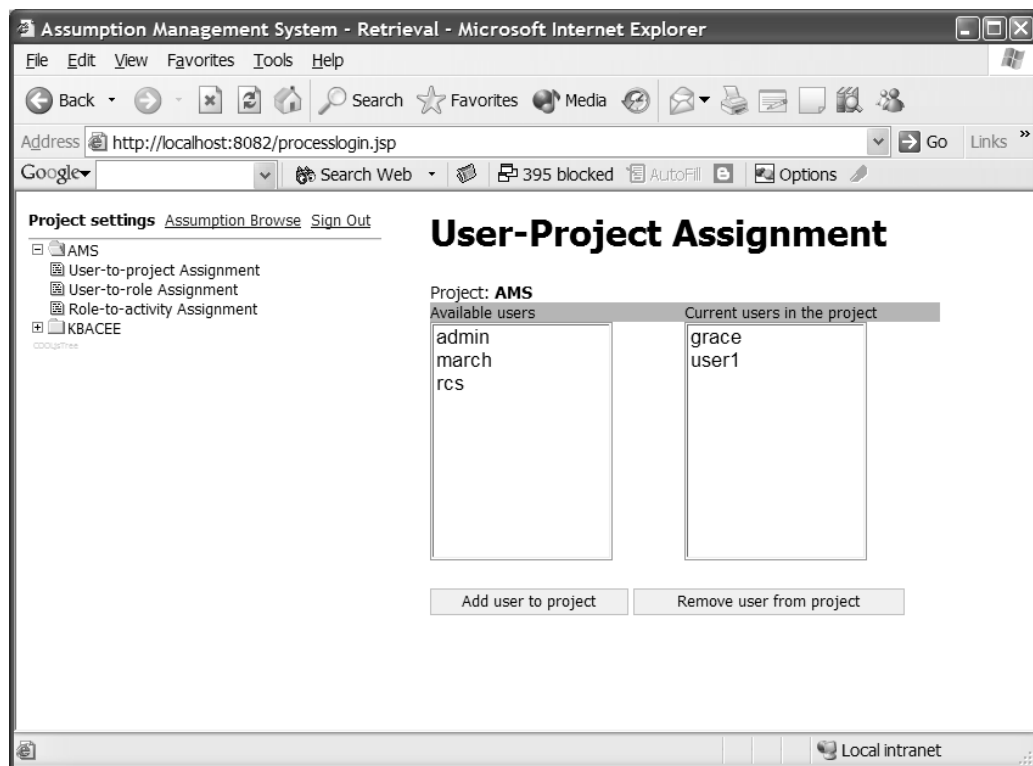 Assumption Management System - Retrieval - Microsoft Internet Explorer
File Edit View Favorites Tools Help
Back Search Favorites Media
Address http://localhost:8082/processlogin.jsp Go Links »
Google Search Web 395 blocked AutoFill Options
Project settings Assumption Browse Sign Out
AMS
User-to-project Assignment
User-to-role Assignment
Role-to-activity Assignment
KBACEE
COOLjsTree
User-Project Assignment
Project: AMS
Available users Current users in the project
admin grace
march user1
rcs
Add user to project Remove user from project
Local intranet